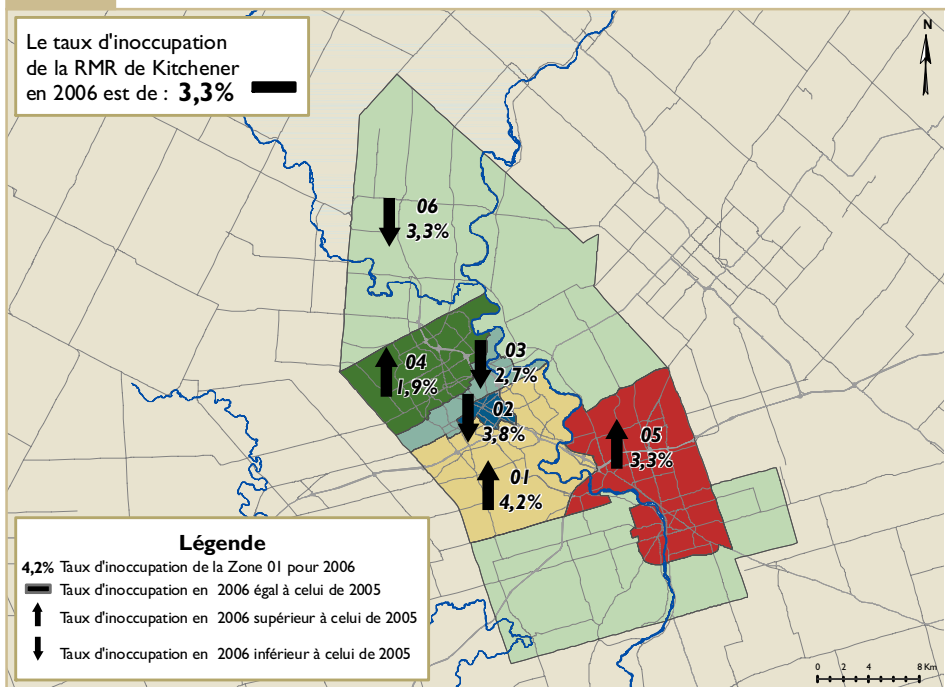 Le taux d'inoccupation
de la RMR de Kitchener
en 2006 est de : 3,3%
N
06
3,3%
03
2,7%
04
1,9%
02
3,8%
05
3,3%
01
4,2%
Légende
4,2% Taux d'inoccupation de la Zone 01 pour 2006
Taux d'inoccupation en 2006 égal à celui de 2005
Taux d'inoccupation en 2006 supérieur à celui de 2005
Taux d'inoccupation en 2006 inférieur à celui de 2005
0 2 4 8 Km